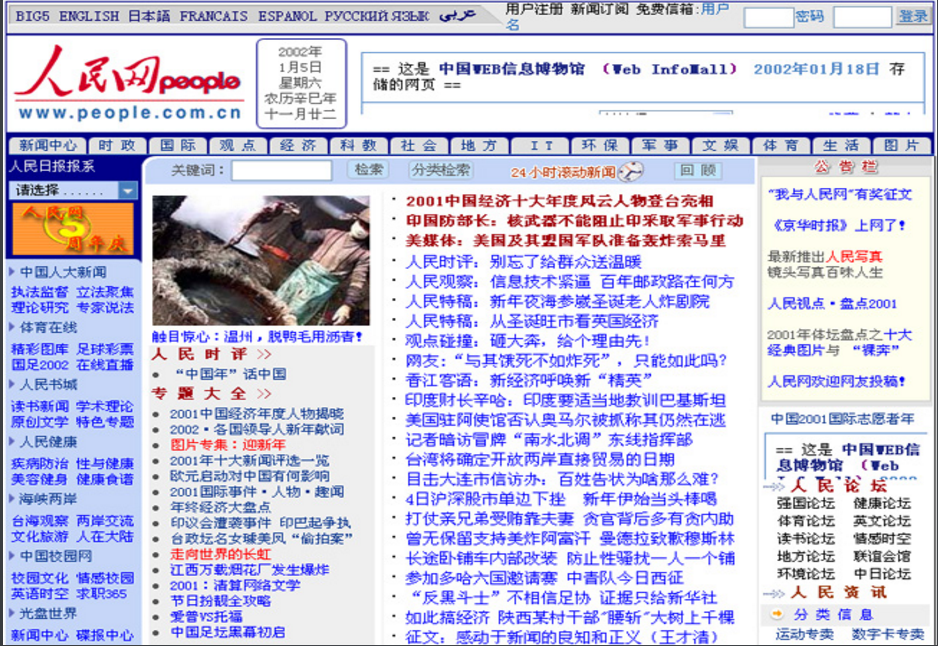 BIG5 ENGLISH 日本語 FRANCAIS ESPANOL РУССКИЙ ЯЗЫК عربي
用户注册 新闻订阅 免费信箱:用户名 密码 登录
人民网people
www.people.com.cn
2002年
1月5日
星期六
农历辛巳年
十一月廿二
== 这是 中国WEB信息博物馆 (Web InfoMall) 2002年01月18日 存
储的网页 ==
新闻中心 时政 国际 观点 经济 科教 社会 地方 IT 环保 军事 文娱 体育 生活 图片
人民日报报系
请选择......
人民网
5
周年庆
中国人大新闻
执法监督 立法聚焦
理论研究 专家说法
体育在线
精彩图库 足球彩票
国足2002 在线直播
人民书城
读书新闻 学术理论
原创文学 特色专题
人民健康
疾病防治 性与健康
美容健身 健康食谱
海峡两岸
台海观察 两岸交流
文化旅游 人在大陆
中国校园网
校园文化 情感校园
英语时空 求职365
光盘世界
新闻中心 碟报中心
关键词: 检索 分类检索 24小时滚动新闻 回顾
触目惊心:温州,脱鸭毛用沥青!
人民时评 >>
“中国年”话中国
专题大全 >>
2001中国经济年度人物揭晓
2002·各国领导人新年献词
图片专集:迎新年
2001年十大新闻评选一览
欧元启动对中国有何影响
2001国际事件·人物·趣闻
年终经济大盘点
印议会遭袭事件 印巴起争执
台政坛名女璩美凤“偷拍案”
走向世界的长虹
江西万载烟花厂发生爆炸
2001:清算网络文学
节日扮靓全攻略
爱普VS托福
中国足坛黑幕初启
2001中国经济十大年度风云人物登台亮相
印国防部长: 核武器不能阻止印采取军事行动
美媒体: 美国及其盟国军队准备轰炸索马里
人民时评: 别忘了给群众送温暖
人民观察: 信息技术紧逼 百年邮政路在何方
人民特稿: 新年夜海参崴圣诞老人炸剧院
人民特稿: 从圣诞旺市看英国经济
观点碰撞: 砸大奔, 给个理由先!
网友: “与其饿死不如炸死”, 只能如此吗?
香江客语: 新经济呼唤新“精英”
印度财长辛哈: 印度要适当地教训巴基斯坦
美国驻阿使馆否认奥马尔被抓称其仍然在逃
记者暗访冒牌“南水北调”东线指挥部
台湾将确定开放两岸直接贸易的日期
目击大连市信访办: 百姓告状为啥那么难?
4日沪深股市单边下挫 新年伊始当头棒喝
打仗亲兄弟受贿靠夫妻 贪官背后多有贪内助
曾无保留支持美炸阿富汗 曼德拉致歉穆斯林
长途卧铺车内部改装 防止性骚扰一人一个铺
参加多哈六国邀请赛 中青队今日西征
“反黑斗士”不相信足协 证据只给新华社
如此搞经济 陕西某村干部“腰斩”大树上千棵
征文: 感动于新闻的良知和正义(王才清)
公告栏
“我与人民网”有奖征文
《京华时报》上网了!
最新推出人民写真
镜头写真百味人生
人民视点·盘点2001
2001年体坛盘点之十大
经典图片与 “裸奔”
人民网欢迎网友投稿!
中国2001国际志愿者年
== 这是 中国WEB信
息博物馆 (Web
人民论坛
强国论坛 健康论坛
体育论坛 英文论坛
读书论坛 情感时空
地方论坛 联谊会馆
环境论坛 中日论坛
人民资讯
分类信息
运动专卖 数字卡专卖